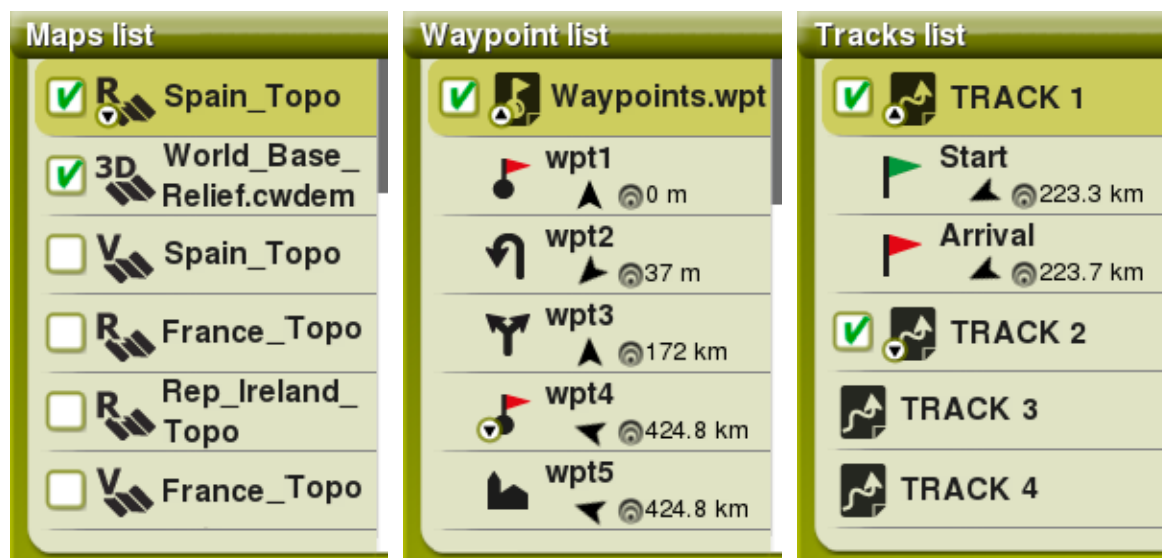 Maps list
R Spain_Topo
3D World_Base_
Relief.cwdem
V Spain_Topo
R France_Topo
R Rep_Ireland_
Topo
V France_Topo
Waypoint list
Waypoints.wpt
wpt1
0 m
wpt2
37 m
wpt3
172 km
wpt4
424.8 km
wpt5
424.8 km
Tracks list
TRACK 1
Start
223.3 km
Arrival
223.7 km
TRACK 2
TRACK 3
TRACK 4